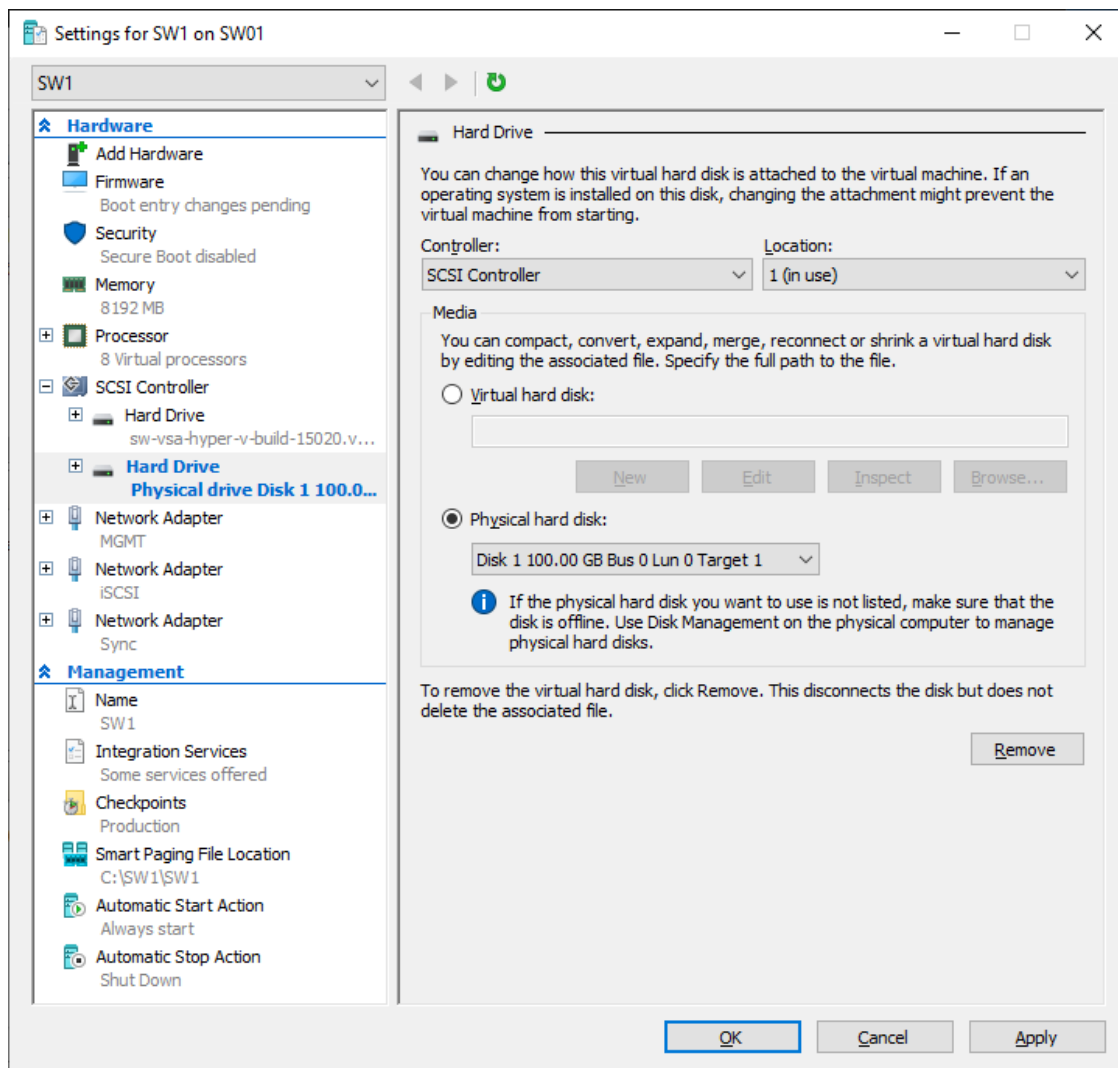 Settings for SW1 on SW01
SW1
Hardware
Add Hardware
Firmware
Boot entry changes pending
Security
Secure Boot disabled
Memory
8192 MB
Processor
8 Virtual processors
SCSI Controller
Hard Drive
sw-vsa-hyper-v-build-15020.v...
Hard Drive
Physical drive Disk 1 100.0...
Network Adapter
MGMT
Network Adapter
iSCSI
Network Adapter
Sync
Management
Name
SW1
Integration Services
Some services offered
Checkpoints
Production
Smart Paging File Location
C:\SW1\SW1
Automatic Start Action
Always start
Automatic Stop Action
Shut Down
Hard Drive
You can change how this virtual hard disk is attached to the virtual machine. If an
operating system is installed on this disk, changing the attachment might prevent the
virtual machine from starting.
Controller: Location:
SCSI Controller 1 (in use)
Media
You can compact, convert, expand, merge, reconnect or shrink a virtual hard disk
by editing the associated file. Specify the full path to the file.
Virtual hard disk:
New Edit Inspect Browse...
Physical hard disk:
Disk 1 100.00 GB Bus 0 Lun 0 Target 1
If the physical hard disk you want to use is not listed, make sure that the
disk is offline. Use Disk Management on the physical computer to manage
physical hard disks.
To remove the virtual hard disk, click Remove. This disconnects the disk but does not
delete the associated file.
Remove
OK Cancel Apply